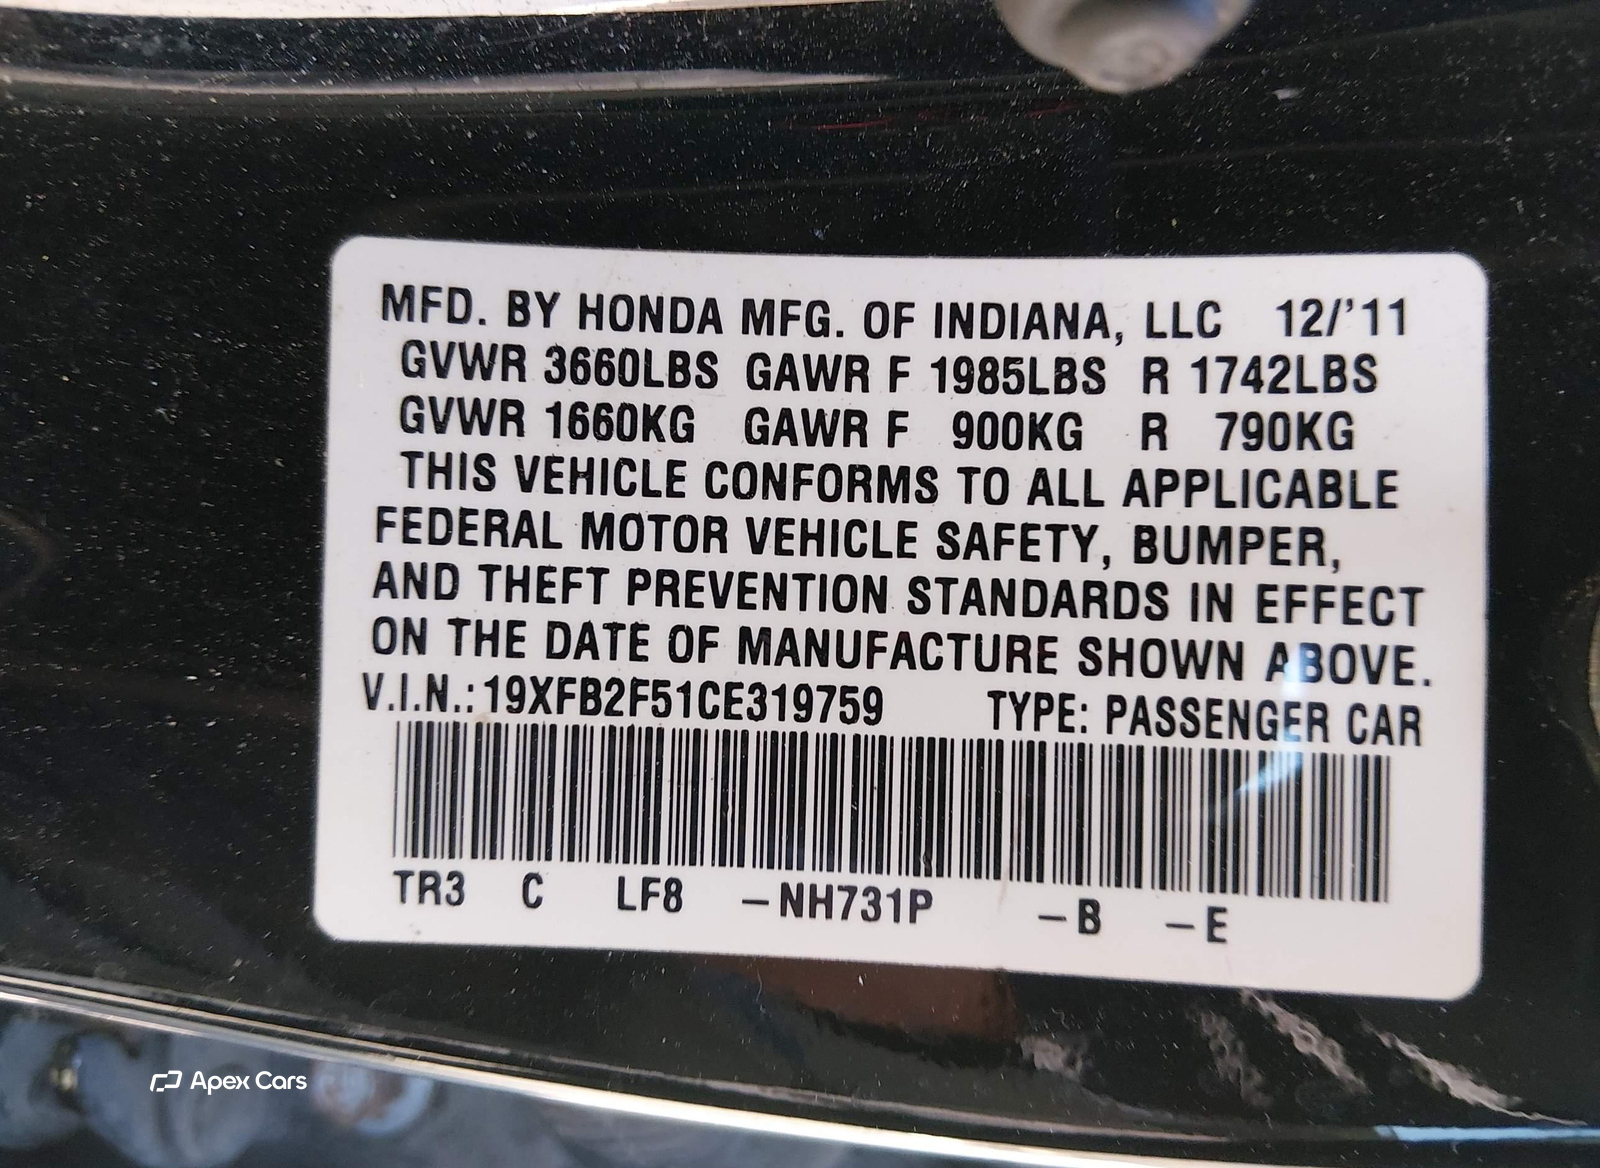 MFD. BY HONDA MFG. OF INDIANA, LLC 12/'11
GVWR 3660LBS GAWR F 1985LBS R 1742LBS
GVWR 1660KG GAWR F 900KG R 790KG
THIS VEHICLE CONFORMS TO ALL APPLICABLE
FEDERAL MOTOR VEHICLE SAFETY, BUMPER,
AND THEFT PREVENTION STANDARDS IN EFFECT
ON THE DATE OF MANUFACTURE SHOWN ABOVE.
V.I.N.: 19XFB2F51CE319759 TYPE: PASSENGER CAR
TR3 C LF8 -NH731P -B -E
Apex Cars